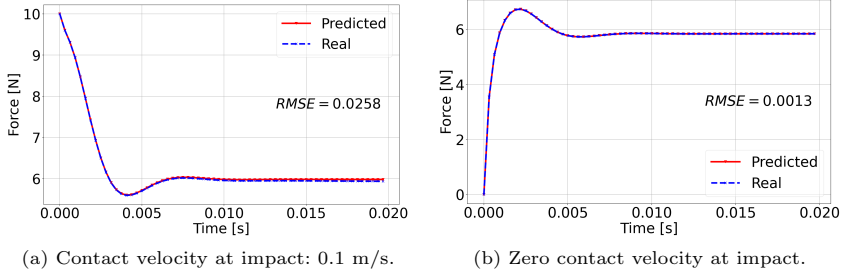 10
9
8
7
6
Force [N]
Predicted
Real
RMSE = 0.0258
0.000
0.005
0.010
0.015
0.020
Time [s]
(a) Contact velocity at impact: 0.1 m/s.
6
4
2
0
Force [N]
RMSE = 0.0013
Predicted
Real
0.000
0.005
0.010
0.015
0.020
Time [s]
(b) Zero contact velocity at impact.